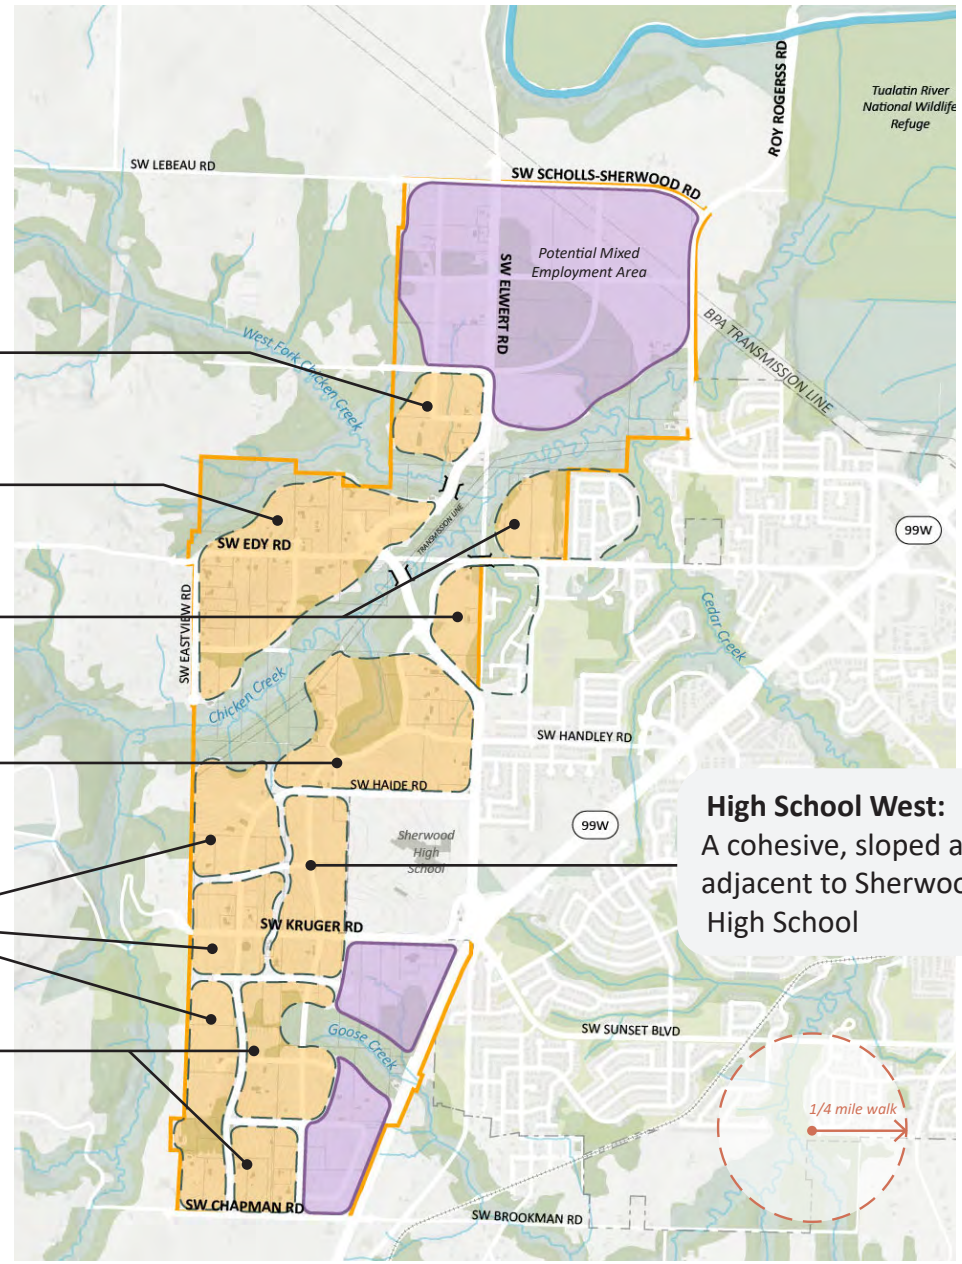 Tualatin River
National Wildlife
Refuge
ROY ROGERSS RD
SW LEBEAU RD
SW SCHOLLS-SHERWOOD RD
Potential Mixed
Employment Area
SW ELWERT RD
BPA TRANSMISSION LINE
West Fork Chicken Creek
99W
TRANSMISSION LINE
SW EDY RD
SW EASTVIEW RD
Cedar Creek
Chicken Creek
SW HANDLEY RD
SW HAIDE RD
99W
Sherwood
High
School
High School West:
A cohesive, sloped a
adjacent to Sherwoo
High School
SW KRUGER RD
Goose Creek
SW SUNSET BLVD
1/4 mile walk
SW CHAPMAN RD
SW BROOKMAN RD